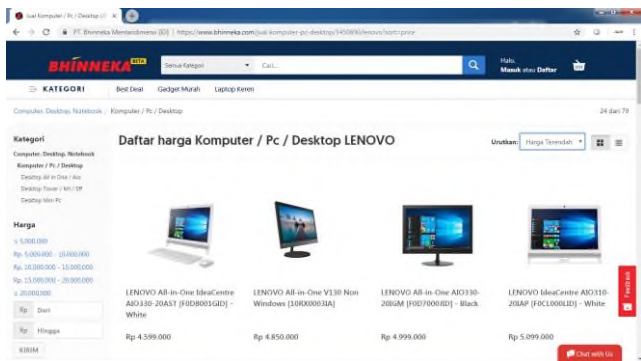 Jual Komputer / Pc / Desktop
PT. Bhinneka Mentaridimensi [ID] | https://www.bhinneka.com/jual-komputer-pc-desktop/
BHINNEKA BETA
Semua Kategori
Cari...
Halo,
Masuk atau Daftar
KATEGORI
Best Deal
Gadget Murah
Laptop Keren
Computer, Desktop, Notebook / Komputer / Pc / Desktop
24 dari 79
Kategori
Computer, Desktop, Notebook
Komputer / Pc / Desktop
Desktop All in One / Aio
Desktop Tower / Mt / Sff
Desktop Mini Pc
Daftar harga Komputer / Pc / Desktop LENOVO
Urutkan: Harga Terendah
Harga
≤ 5.000.000
Rp. 5.000.000 - 10.000.000
Rp. 10.000.000 - 15.000.000
Rp. 15.000.000 - 20.000.000
≥ 20.000.000
Rp Dari
Rp Hingga
KIRIM
LENOVO All-in-One IdeaCentre
AIO330-20AST [F0D8001GID] -
White
Rp 4.599.000
LENOVO All-in-One V130 Non
Windows [10RX0003IA]
Rp 4.850.000
LENOVO All-in-One AIO330-
20IGM [F0D7000JID] - Black
Rp 4.999.000
LENOVO IdeaCentre AIO310-
20IAP [F0CL000LID] - White
Rp 5.099.000
Feedback
Chat with Us